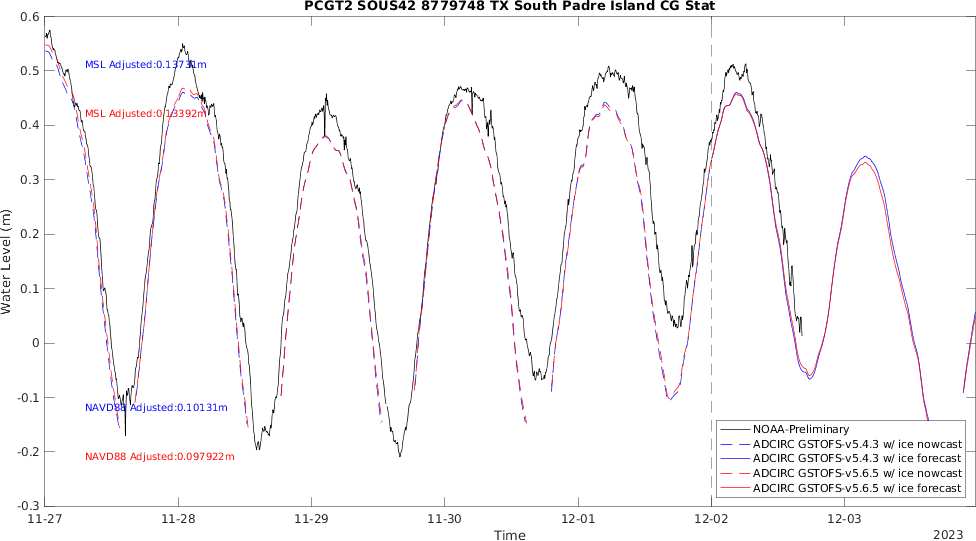 PCGT2 SOUS42 8779748 TX South Padre Island CG Stat
0.6
0.5
0.4
0.3
0.2
0.1
0
-0.1
-0.2
-0.3
Water Level (m)
MSL Adjusted:0.13731m
MSL Adjusted:0.13392m
NAVD88 Adjusted:0.10131m
NAVD88 Adjusted:0.097922m
NOAA-Preliminary
ADCIRC GSTOFS-v5.4.3 w/ ice nowcast
ADCIRC GSTOFS-v5.4.3 w/ ice forecast
ADCIRC GSTOFS-v5.6.5 w/ ice nowcast
ADCIRC GSTOFS-v5.6.5 w/ ice forecast
11-27 11-28 11-29 11-30 12-01 12-02 12-03
Time
2023